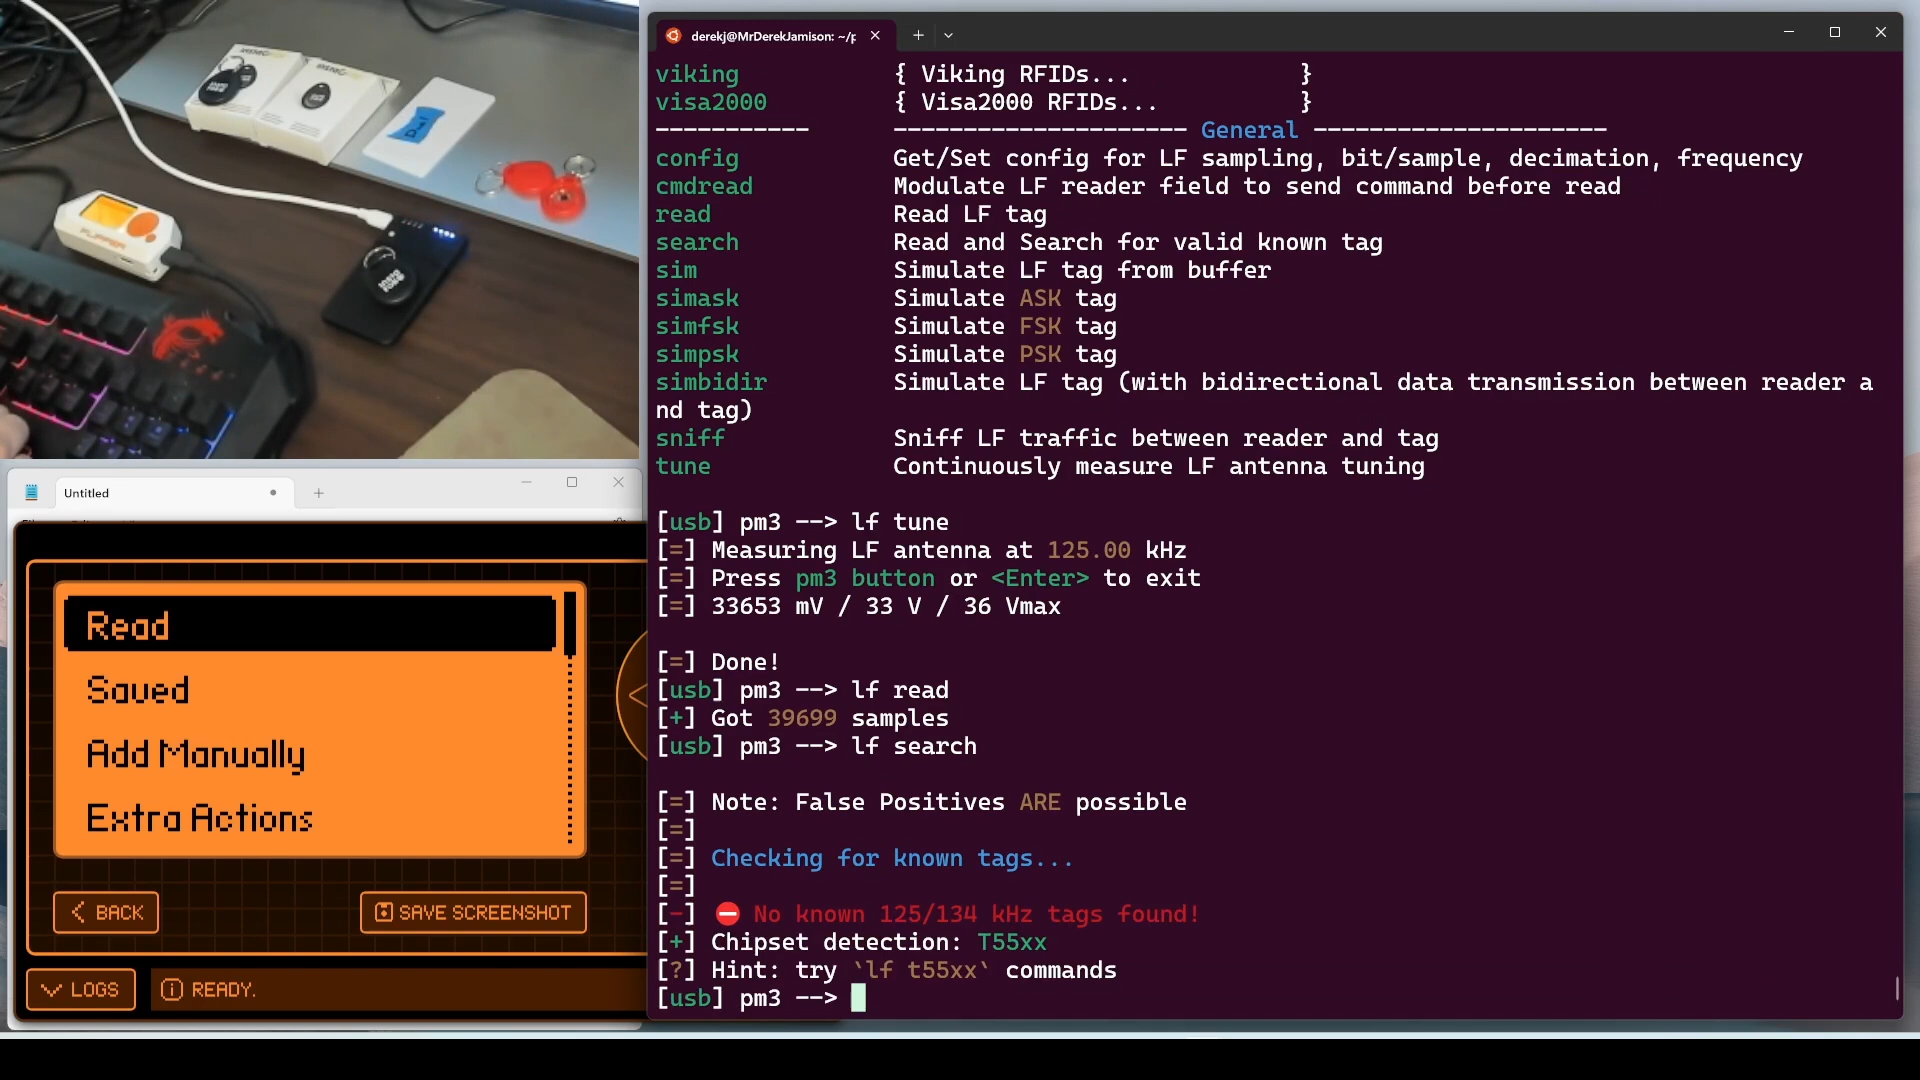 derekj@MrDerekJamison: ~/p
viking { Viking RFIDs... }
visa2000 { Visa2000 RFIDs... }
----------- --------------------- General ---------------------
config Get/Set config for LF sampling, bit/sample, decimation, frequency
cmdread Modulate LF reader field to send command before read
read Read LF tag
search Read and Search for valid known tag
sim Simulate LF tag from buffer
simask Simulate ASK tag
simfsk Simulate FSK tag
simpsk Simulate PSK tag
simbidir Simulate LF tag (with bidirectional data transmission between reader a
nd tag)
sniff Sniff LF traffic between reader and tag
tune Continuously measure LF antenna tuning
[usb] pm3 --> lf tune
[=] Measuring LF antenna at 125.00 kHz
[=] Press pm3 button or <Enter> to exit
[=] 33653 mV / 33 V / 36 Vmax
[=] Done!
[usb] pm3 --> lf read
[+] Got 39699 samples
[usb] pm3 --> lf search
[=] Note: False Positives ARE possible
[=]
[=] Checking for known tags...
[=]
[-] ⛔ No known 125/134 kHz tags found!
[+] Chipset detection: T55xx
[?] Hint: try `lf t55xx` commands
[usb] pm3 -->
Untitled
Read
Saved
Add Manually
Extra Actions
BACK
SAVE SCREENSHOT
LOGS
READY.